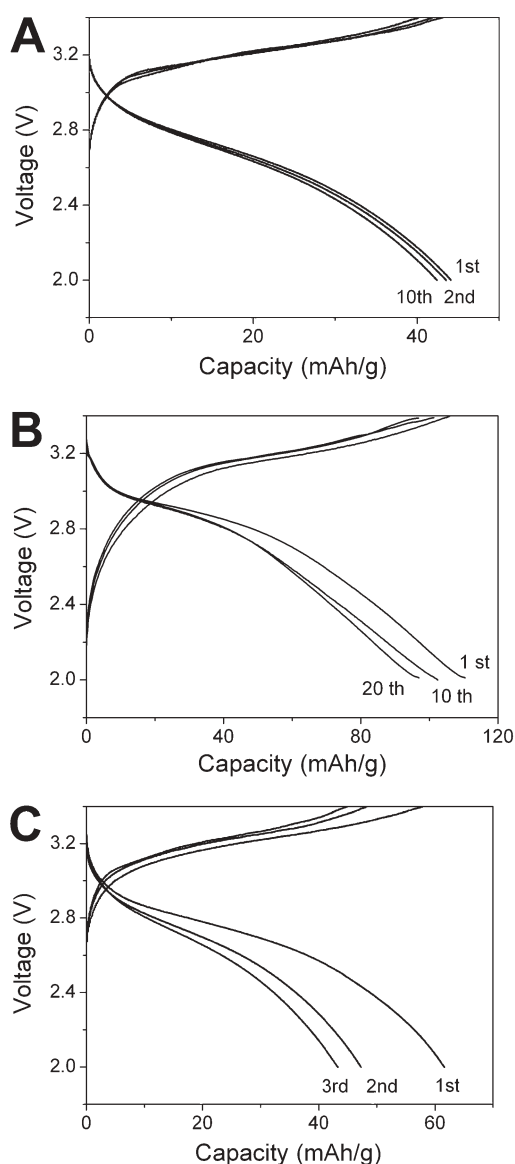 A
3.2
2.8
2.4
2.0
Voltage (V)
1st
10th 2nd
0 20 40
Capacity (mAh/g)
B
3.2
2.8
2.4
2.0
Voltage (V)
1 st
20 th 10 th
0 40 80 120
Capacity (mAh/g)
C
3.2
2.8
2.4
2.0
Voltage (V)
3rd 2nd 1st
0 20 40 60
Capacity (mAh/g)